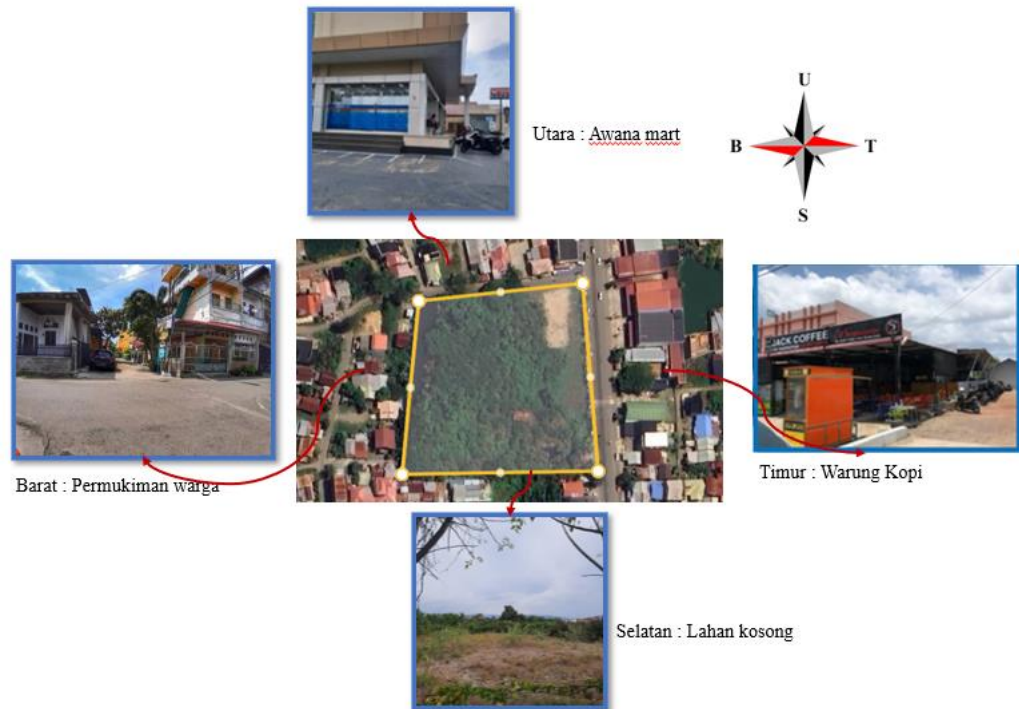 Utara : Awana mart
U
B
T
S
JACK COFFEE
Barat : Permukiman warga
Timur : Warung Kopi
Selatan : Lahan kosong